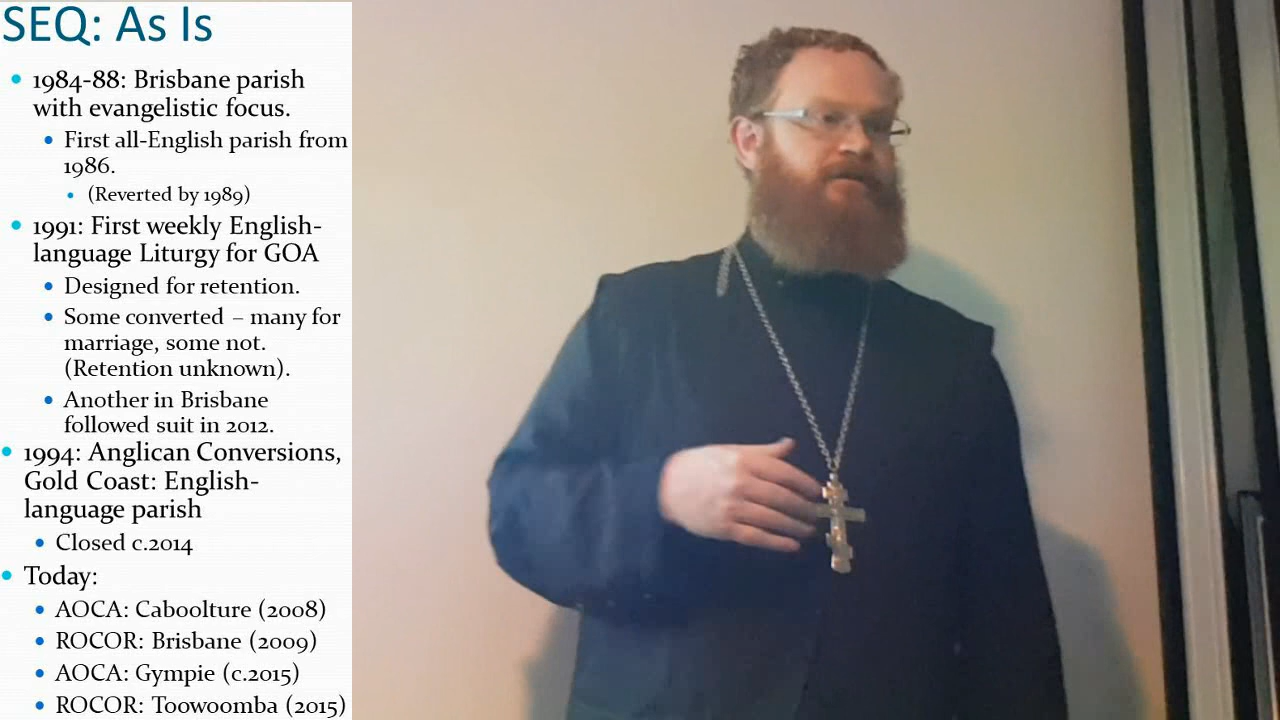 SEQ: As Is
1984-88: Brisbane parish
with evangelistic focus.
First all-English parish from
1986.
(Reverted by 1989)
1991: First weekly English-
language Liturgy for GOA
Designed for retention.
Some converted – many for
marriage, some not.
(Retention unknown).
Another in Brisbane
followed suit in 2012.
1994: Anglican Conversions,
Gold Coast: English-
language parish
Closed c.2014
Today:
AOCA: Caboolture (2008)
ROCOR: Brisbane (2009)
AOCA: Gympie (c.2015)
ROCOR: Toowoomba (2015)